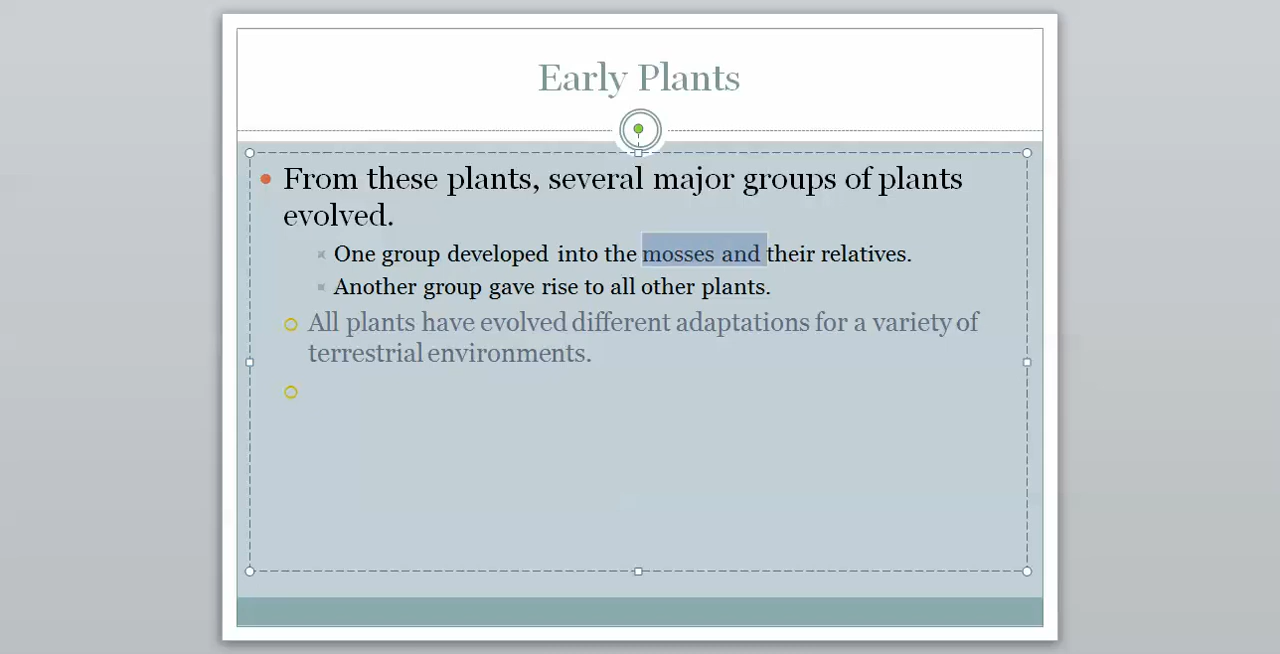 Early Plants
From these plants, several major groups of plants
evolved.
One group developed into the mosses and their relatives.
Another group gave rise to all other plants.
All plants have evolved different adaptations for a variety of
terrestrial environments.